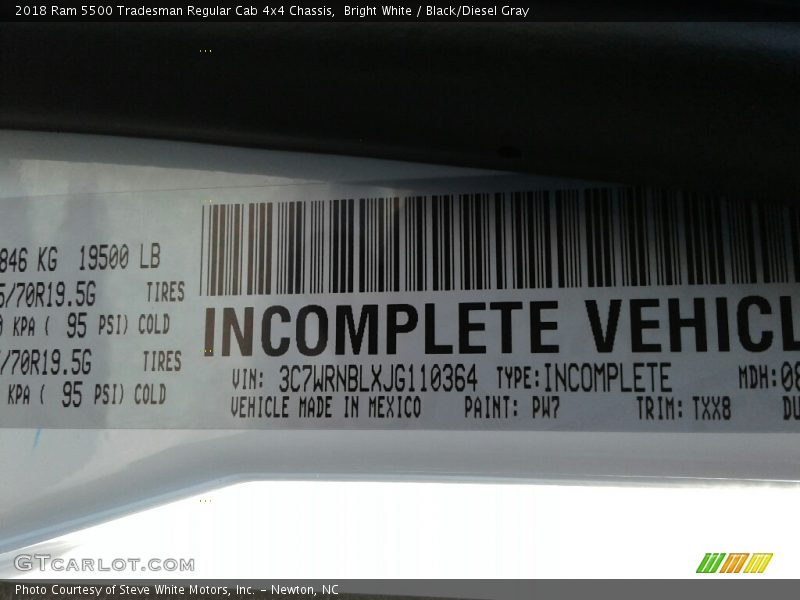 2018 Ram 5500 Tradesman Regular Cab 4x4 Chassis, Bright White / Black/Diesel Gray
846 KG 19500 LB
5/70R19.5G TIRES
KPA ( 95 PSI) COLD
/70R19.5G TIRES
KPA ( 95 PSI) COLD
INCOMPLETE VEHICL
VIN: 3C7WRNBLXJG110364 TYPE: INCOMPLETE MDH: 08
VEHICLE MADE IN MEXICO PAINT: PW7 TRIM: TXX8 DU
GTCARLOT.COM
Photo Courtesy of Steve White Motors, Inc. – Newton, NC